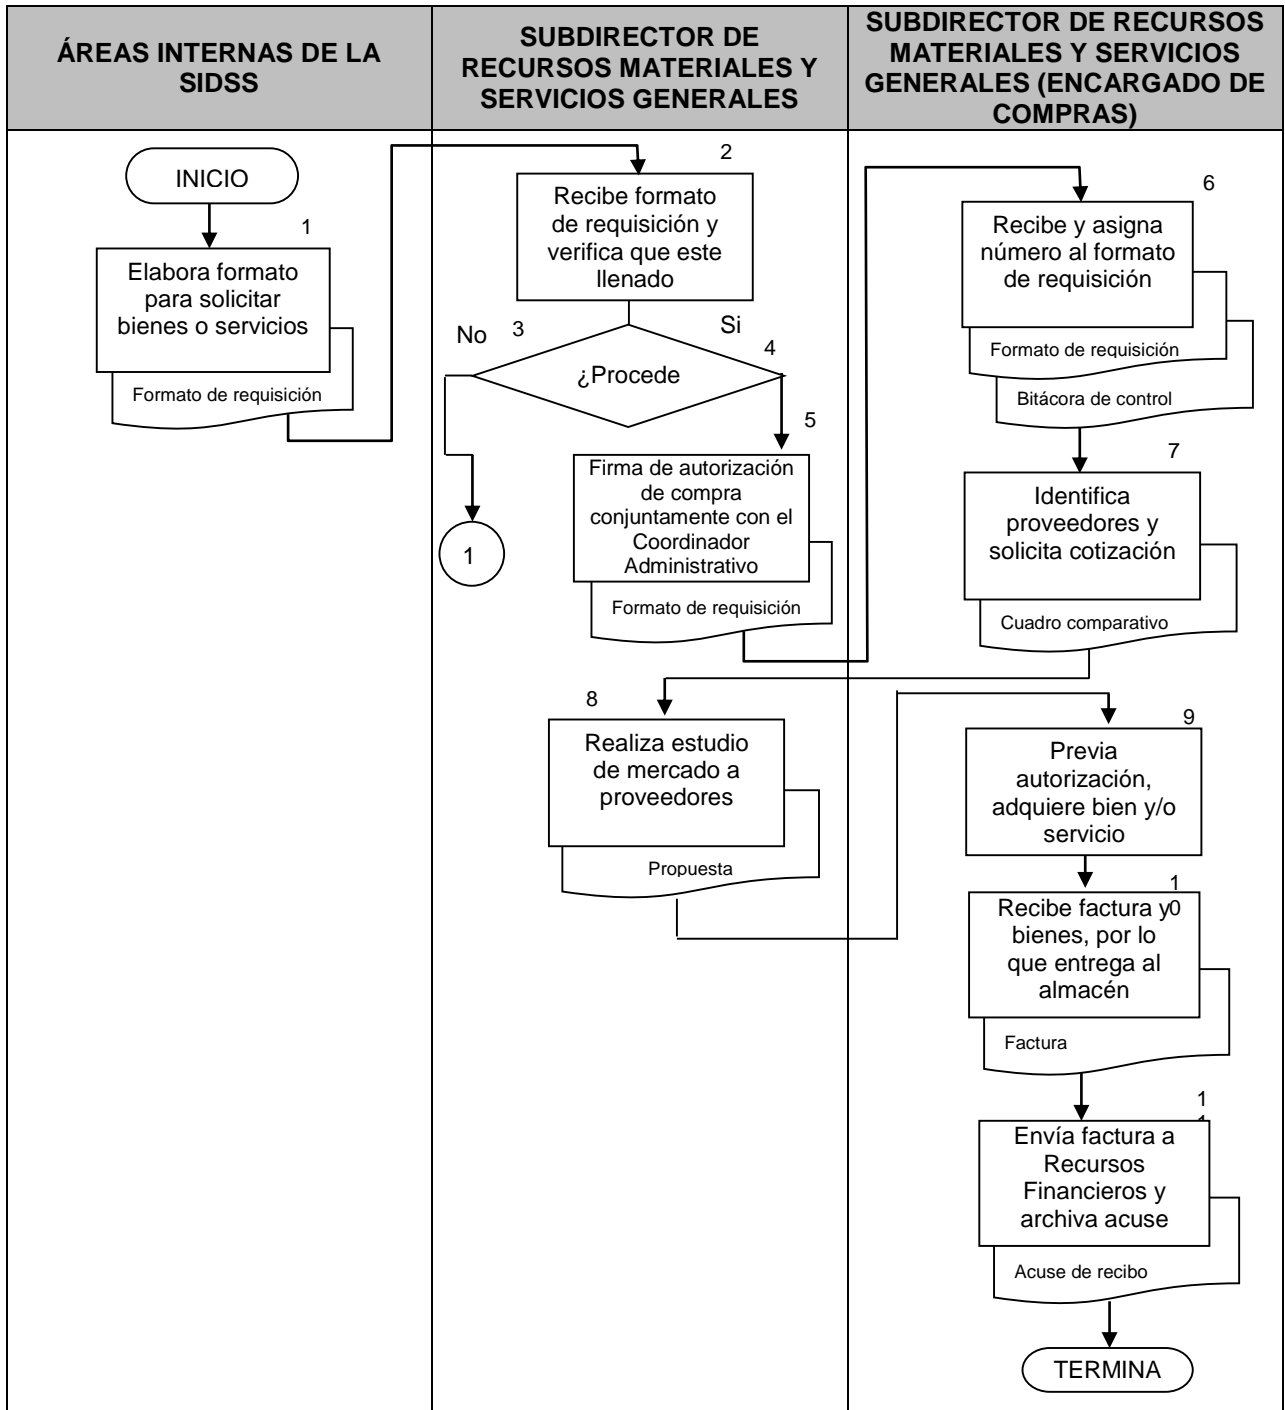 ÁREAS INTERNAS DE LA
SIDSS
SUBDIRECTOR DE
RECURSOS MATERIALES Y
SERVICIOS GENERALES
SUBDIRECTOR DE RECURSOS
MATERIALES Y SERVICIOS
GENERALES (ENCARGADO DE
COMPRAS)
INICIO
1
Elabora formato
para solicitar
bienes o servicios
Formato de requisición
2
Recibe formato
de requisición y
verifica que este
llenado
No
3
Si
4
¿Procede
1
5
Firma de autorización
de compra
conjuntamente con el
Coordinador
Administrativo
Formato de requisición
6
Recibe y asigna
número al formato
de requisición
Formato de requisición
Bitácora de control
7
Identifica
proveedores y
solicita cotización
Cuadro comparativo
8
Realiza estudio
de mercado a
proveedores
Propuesta
9
Previa
autorización,
adquiere bien y/o
servicio
1
0
Recibe factura y
bienes, por lo
que entrega al
almacén
Factura
1
1
Envía factura a
Recursos
Financieros y
archiva acuse
Acuse de recibo
TERMINA